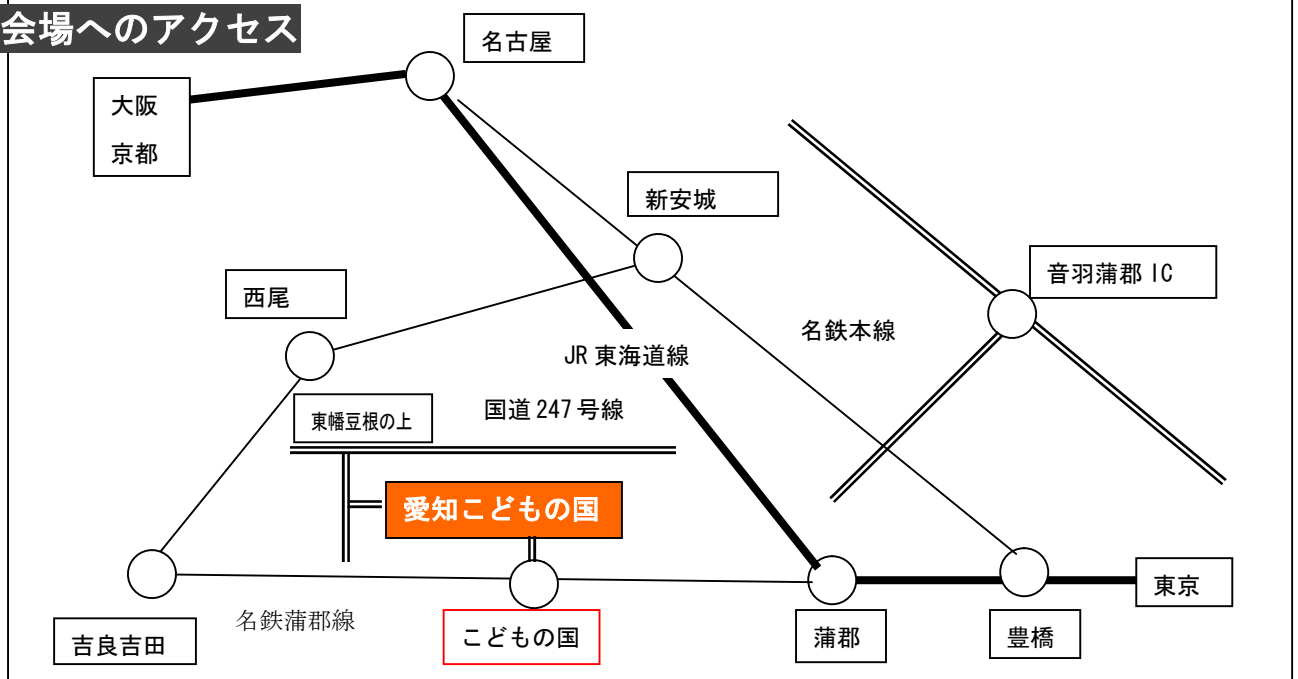 会場へのアクセス
名古屋
大阪
京都
新安城
音羽蒲郡 IC
西尾
名鉄本線
JR 東海道線
東幡豆根の上
国道 247 号線
愛知こどもの国
東京
名鉄蒲郡線
こどもの国
蒲郡
豊橋
吉良吉田